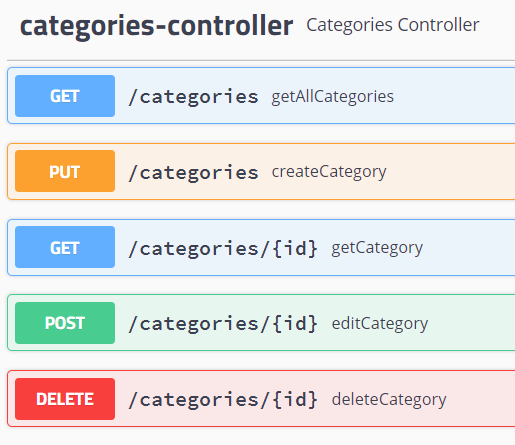 categories-controller Categories Controller
GET /categories getAllCategories
PUT /categories createCategory
GET /categories/{id} getCategory
POST /categories/{id} editCategory
DELETE /categories/{id} deleteCategory